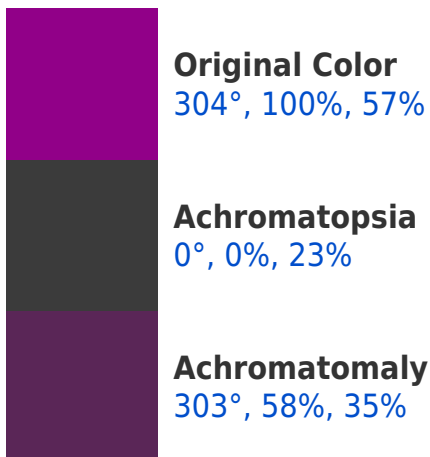 Original Color
304°, 100%, 57%
Achromatopsia
0°, 0%, 23%
Achromatomaly
303°, 58%, 35%